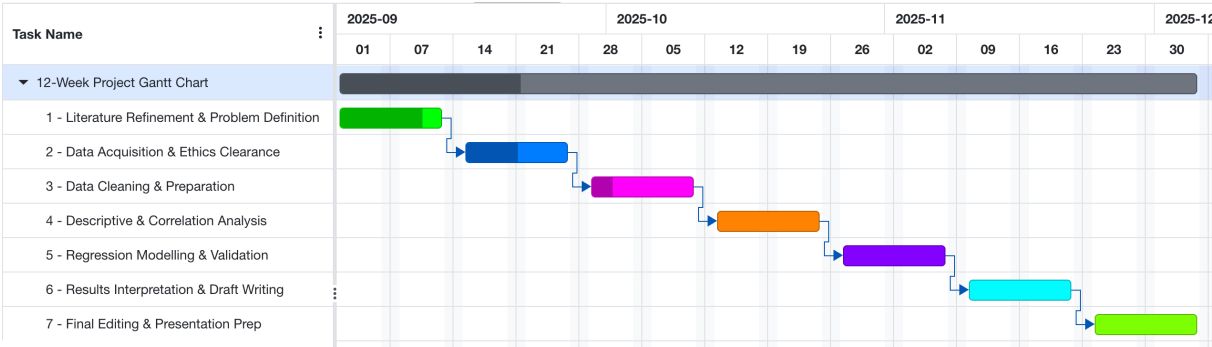 Task Name
2025-09 2025-10 2025-11 2025-12
01 07 14 21 28 05 12 19 26 02 09 16 23 30
12-Week Project Gantt Chart
1 - Literature Refinement & Problem Definition
2 - Data Acquisition & Ethics Clearance
3 - Data Cleaning & Preparation
4 - Descriptive & Correlation Analysis
5 - Regression Modelling & Validation
6 - Results Interpretation & Draft Writing
7 - Final Editing & Presentation Prep